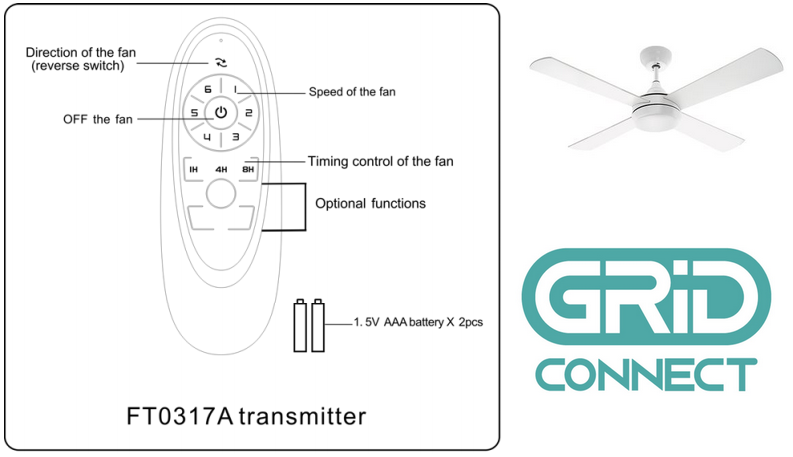 Direction of the fan
(reverse switch)
6 1
Speed of the fan
OFF the fan
5 2
4 3
Timing control of the fan
1H 4H 8H
Optional functions
1.5V AAA battery X 2pcs
FT0317A transmitter
GRID
CONNECT